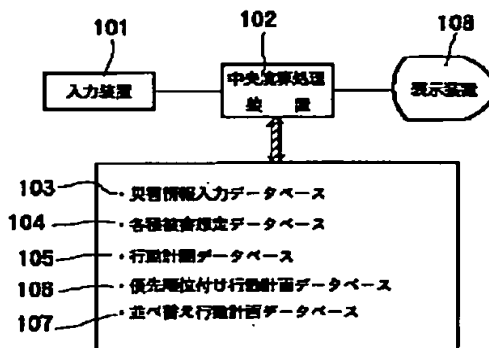 101
102
108
入力装置
中央演算処理
装置
表示装置
103
・災害情報入力データベース
104
・各種被害想定データベース
105
・行動計画データベース
106
・優先順位付け行動計画データベース
107
・並べ替え行動計画データベース